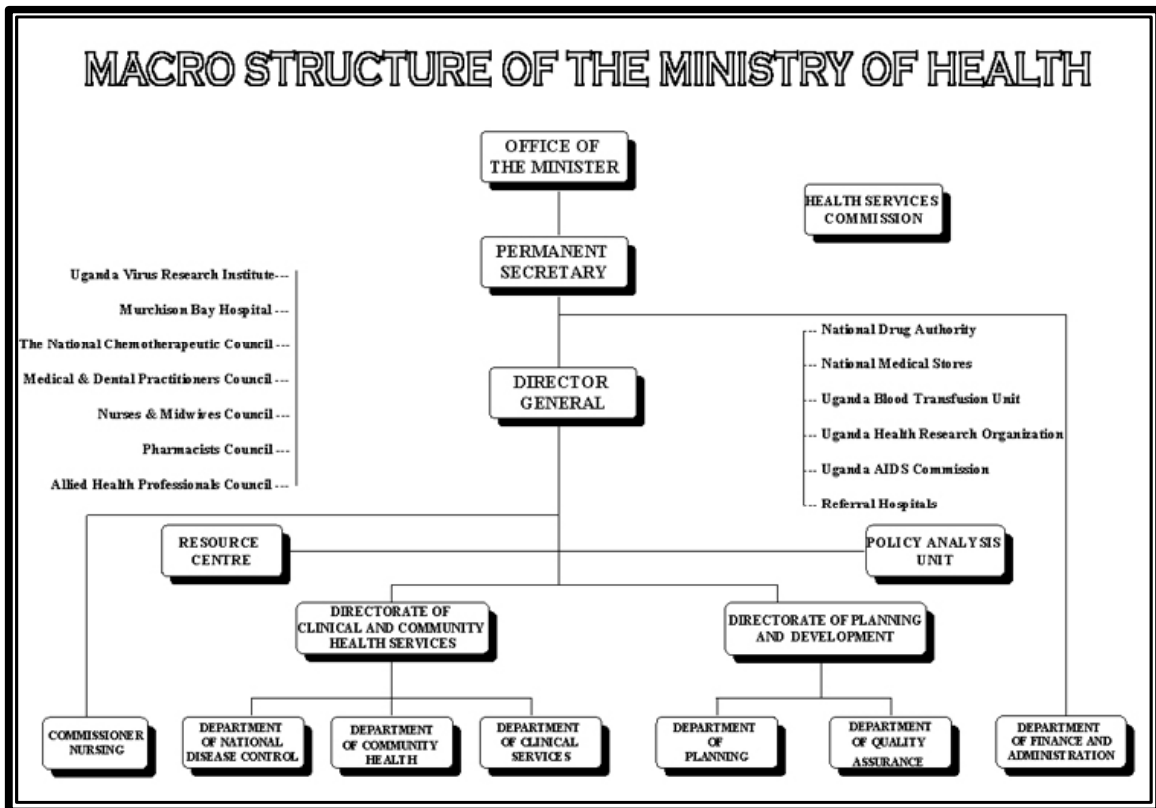 MACRO STRUCTURE OF THE MINISTRY OF HEALTH
OFFICE OF
THE MINISTER
HEALTH SERVICES
COMMISSION
PERMANENT
SECRETARY
Uganda Virus Research Institute---
Murchison Bay Hospital ---
The National Chemotherapeutic Council ---
Medical & Dental Practitioners Council---
Nurses & Midwives Council---
Pharmacists Council---
Allied Health Professionals Council ---
--- National Drug Authority
--- National Medical Stores
--- Uganda Blood Transfusion Unit
--- Uganda Health Research Organization
--- Uganda AIDS Commission
--- Referral Hospitals
DIRECTOR
GENERAL
RESOURCE
CENTRE
POLICY ANALYSIS
UNIT
DIRECTORATE OF
CLINICAL AND COMMUNITY
HEALTH SERVICES
DIRECTORATE OF PLANNING
AND DEVELOPMENT
COMMISSIONER
NURSING
DEPARTMENT
OF NATIONAL
DISEASE CONTROL
DEPARTMENT
OF COMMUNITY
HEALTH
DEPARTMENT
OF CLINICAL
SERVICES
DEPARTMENT
OF
PLANNING
DEPARTMENT
OF QUALITY
ASSURANCE
DEPARTMENT
OF FINANCE AND
ADMINISTRATION